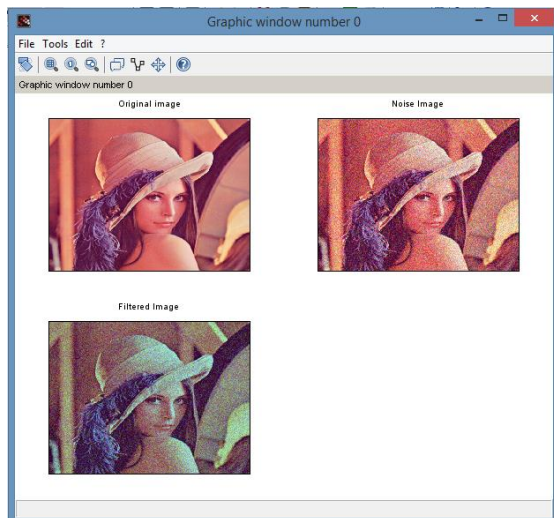 Graphic window number 0
File Tools Edit ?
Graphic window number 0
Original image
Noise Image
Filtered Image